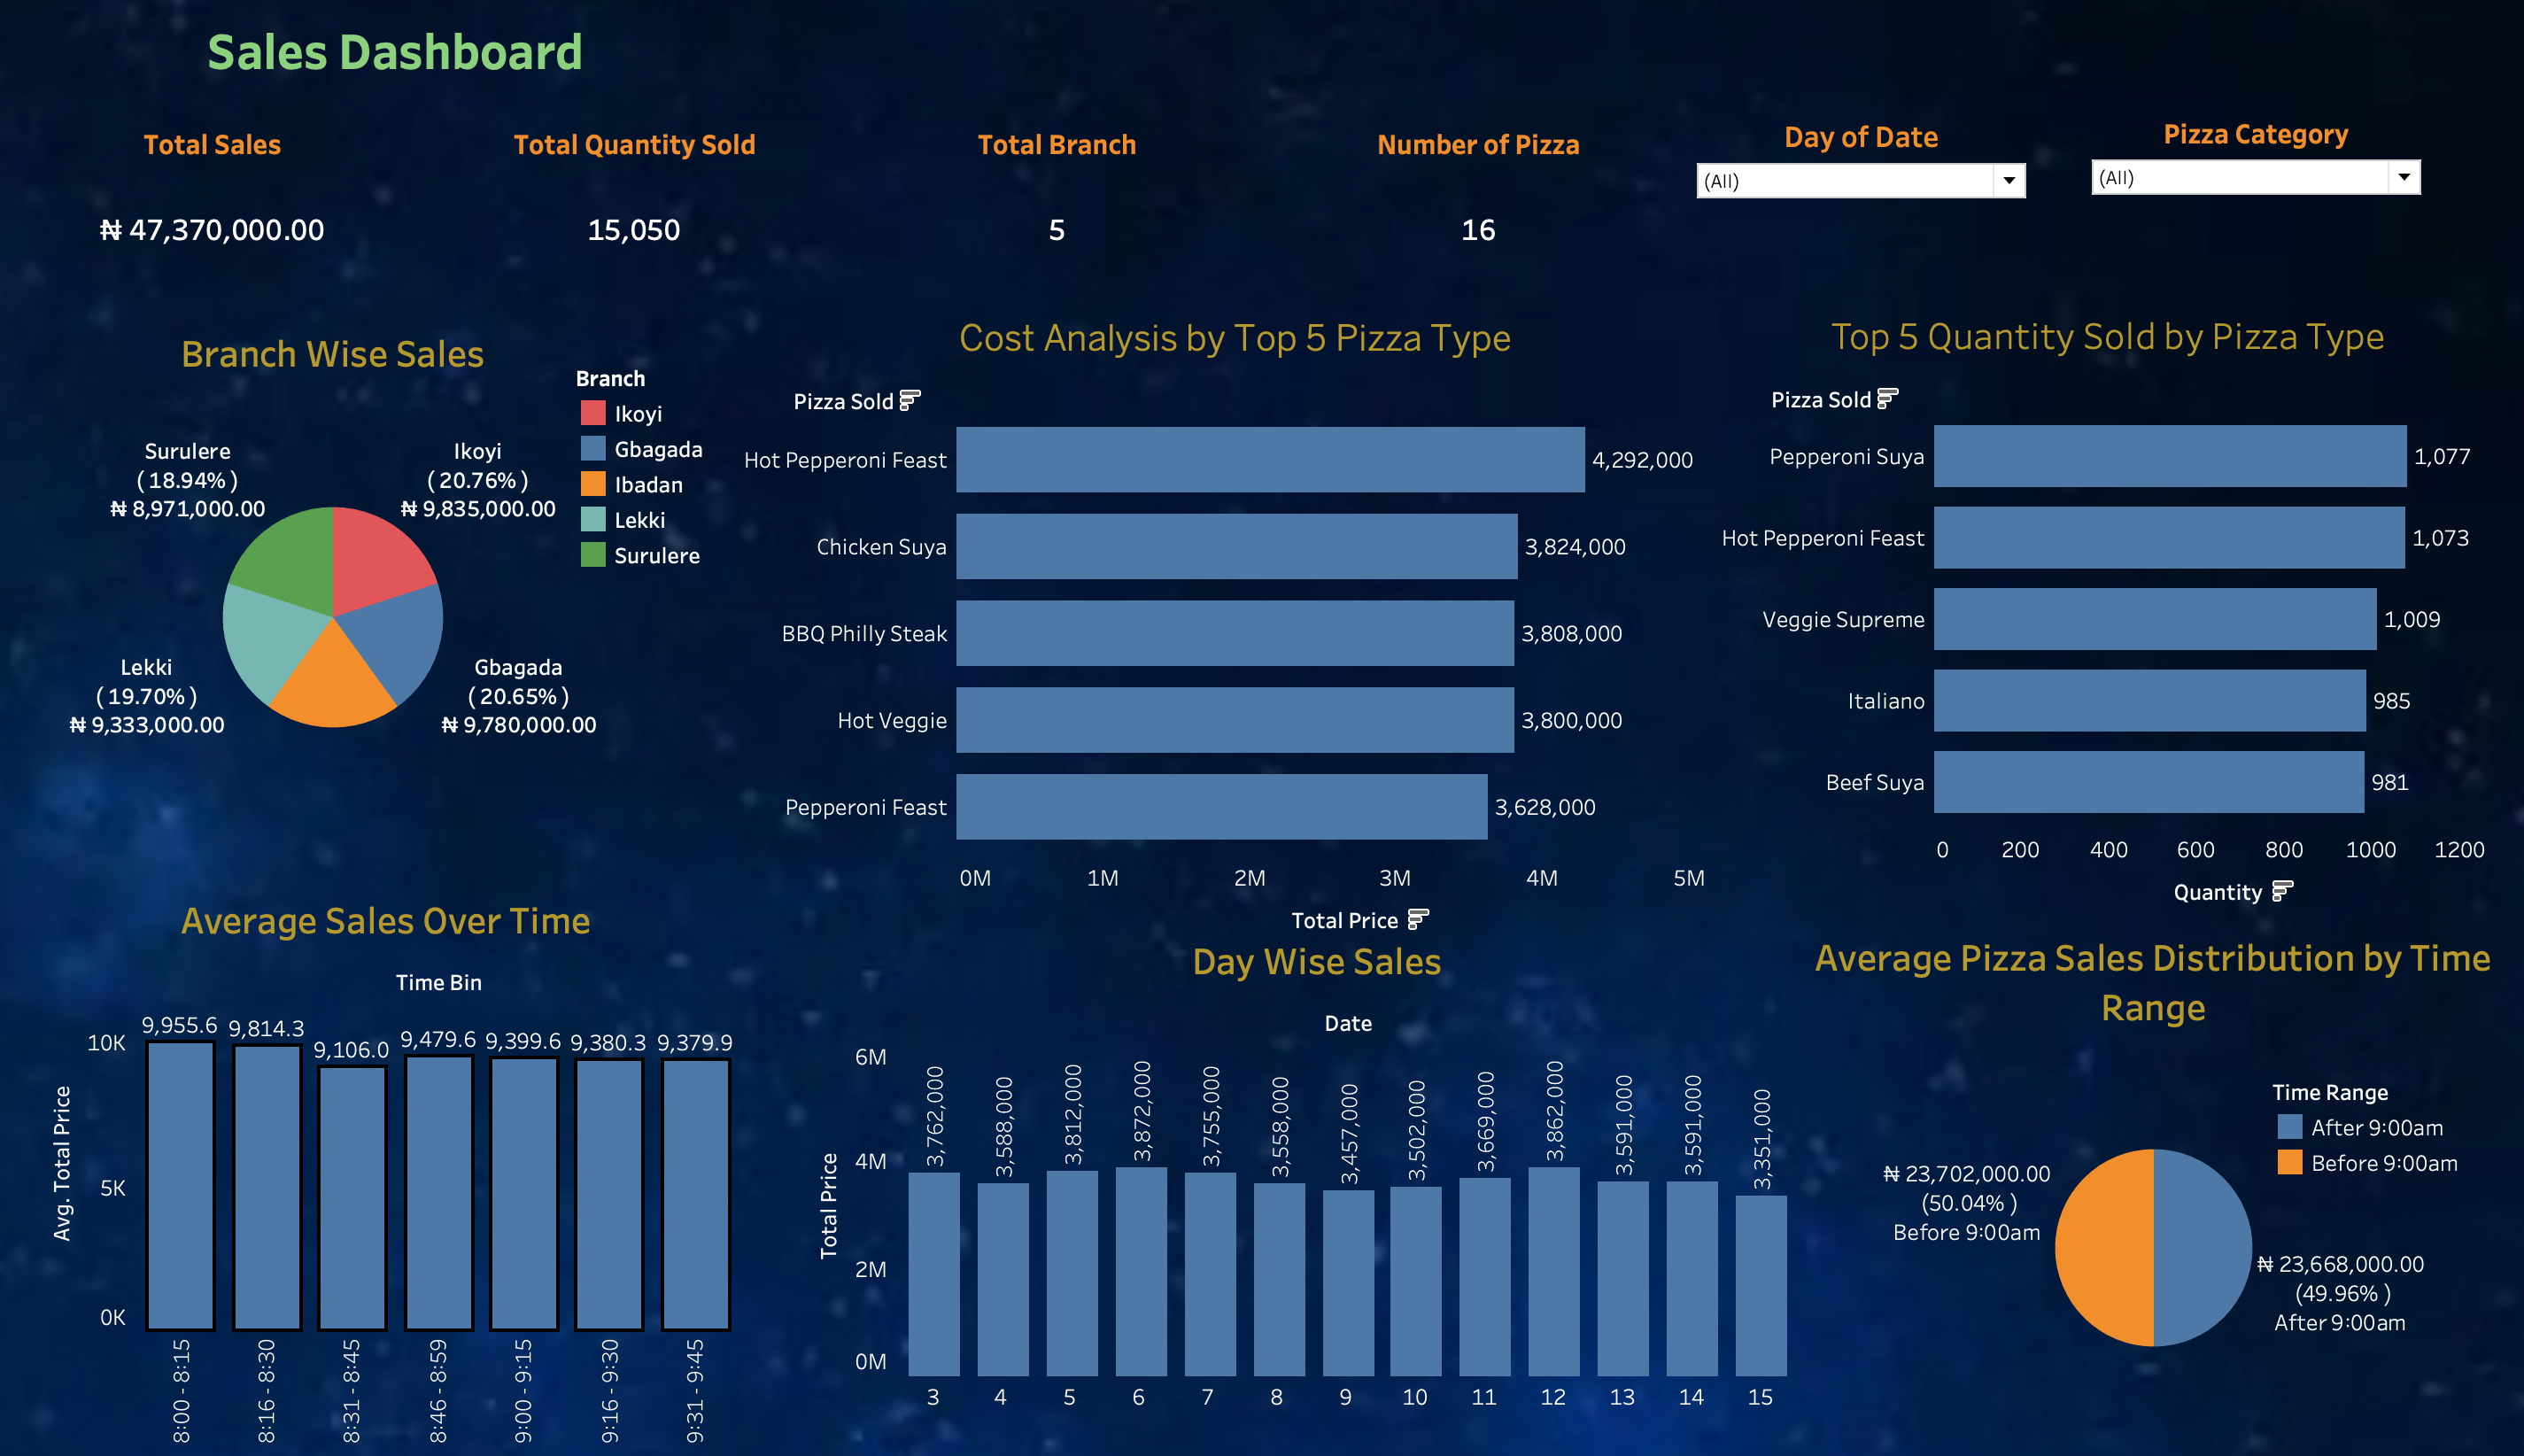 Sales Dashboard
Total Sales
₦ 47,370,000.00
Total Quantity Sold
15,050
Total Branch
5
Number of Pizza
16
Day of Date
(All)
Pizza Category
(All)
Branch Wise Sales
Branch
Ikoyi
Gbagada
Ibadan
Lekki
Surulere
Surulere
( 18.94% )
₦ 8,971,000.00
Ikoyi
( 20.76% )
₦ 9,835,000.00
Lekki
( 19.70% )
₦ 9,333,000.00
Gbagada
( 20.65% )
₦ 9,780,000.00
Cost Analysis by Top 5 Pizza Type
Pizza Sold
Hot Pepperoni Feast 4,292,000
Chicken Suya 3,824,000
BBQ Philly Steak 3,808,000
Hot Veggie 3,800,000
Pepperoni Feast 3,628,000
0M 1M 2M 3M 4M 5M
Total Price
Top 5 Quantity Sold by Pizza Type
Pizza Sold
Pepperoni Suya 1,077
Hot Pepperoni Feast 1,073
Veggie Supreme 1,009
Italiano 985
Beef Suya 981
0 200 400 600 800 1000 1200
Quantity
Average Sales Over Time
Time Bin
9,955.6 9,814.3 9,106.0 9,479.6 9,399.6 9,380.3 9,379.9
10K
5K
0K
Avg. Total Price
8:00 - 8:15
8:16 - 8:30
8:31 - 8:45
8:46 - 8:59
9:00 - 9:15
9:16 - 9:30
9:31 - 9:45
Day Wise Sales
Date
6M
4M
2M
0M
Total Price
3,762,000
3,588,000
3,812,000
3,872,000
3,755,000
3,558,000
3,457,000
3,502,000
3,669,000
3,862,000
3,591,000
3,591,000
3,351,000
3 4 5 6 7 8 9 10 11 12 13 14 15
Average Pizza Sales Distribution by Time
Range
Time Range
After 9:00am
Before 9:00am
₦ 23,702,000.00
(50.04% )
Before 9:00am
₦ 23,668,000.00
(49.96% )
After 9:00am